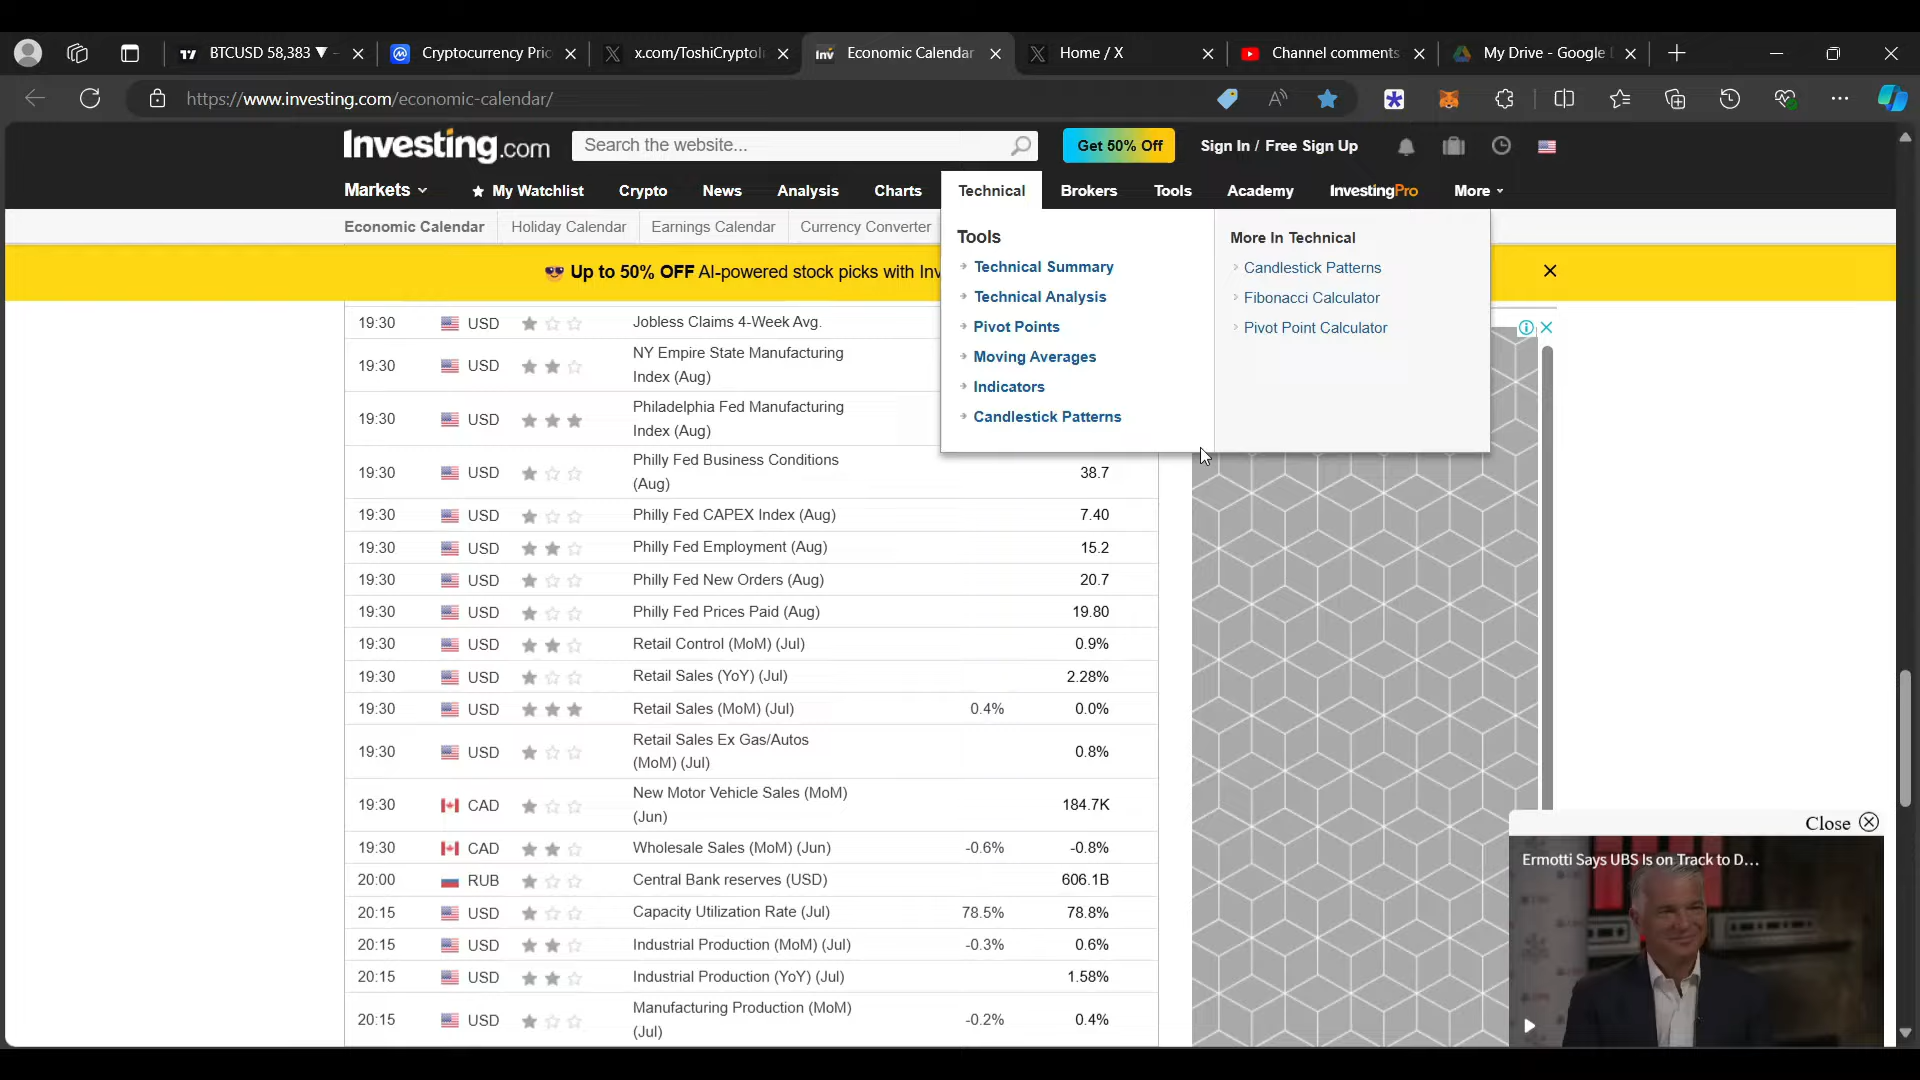 BTCUSD 58,383 ▼
Cryptocurrency Pric
x.com/ToshiCryptoI
Economic Calendar
Home / X
Channel comments
My Drive - Google
https://www.investing.com/economic-calendar/
Investing.com
Search the website...
Get 50% Off
Sign In / Free Sign Up
Markets
My Watchlist
Crypto
News
Analysis
Charts
Technical
Brokers
Tools
Academy
InvestingPro
More
Economic Calendar
Holiday Calendar
Earnings Calendar
Currency Converter
Up to 50% OFF AI-powered stock picks with
Tools
Technical Summary
Technical Analysis
Pivot Points
Moving Averages
Indicators
Candlestick Patterns
More In Technical
Candlestick Patterns
Fibonacci Calculator
Pivot Point Calculator
19:30 USD Jobless Claims 4-Week Avg.
19:30 USD NY Empire State Manufacturing
Index (Aug)
19:30 USD Philadelphia Fed Manufacturing
Index (Aug)
19:30 USD Philly Fed Business Conditions
(Aug) 38.7
19:30 USD Philly Fed CAPEX Index (Aug) 7.40
19:30 USD Philly Fed Employment (Aug) 15.2
19:30 USD Philly Fed New Orders (Aug) 20.7
19:30 USD Philly Fed Prices Paid (Aug) 19.80
19:30 USD Retail Control (MoM) (Jul) 0.9%
19:30 USD Retail Sales (YoY) (Jul) 2.28%
19:30 USD Retail Sales (MoM) (Jul) 0.4% 0.0%
19:30 USD Retail Sales Ex Gas/Autos
(MoM) (Jul) 0.8%
19:30 CAD New Motor Vehicle Sales (MoM)
(Jun) 184.7K
19:30 CAD Wholesale Sales (MoM) (Jun) -0.6% -0.8%
20:00 RUB Central Bank reserves (USD) 606.1B
20:15 USD Capacity Utilization Rate (Jul) 78.5% 78.8%
20:15 USD Industrial Production (MoM) (Jul) -0.3% 0.6%
20:15 USD Industrial Production (YoY) (Jul) 1.58%
20:15 USD Manufacturing Production (MoM)
(Jul) -0.2% 0.4%
Close
Ermotti Says UBS Is on Track to D...